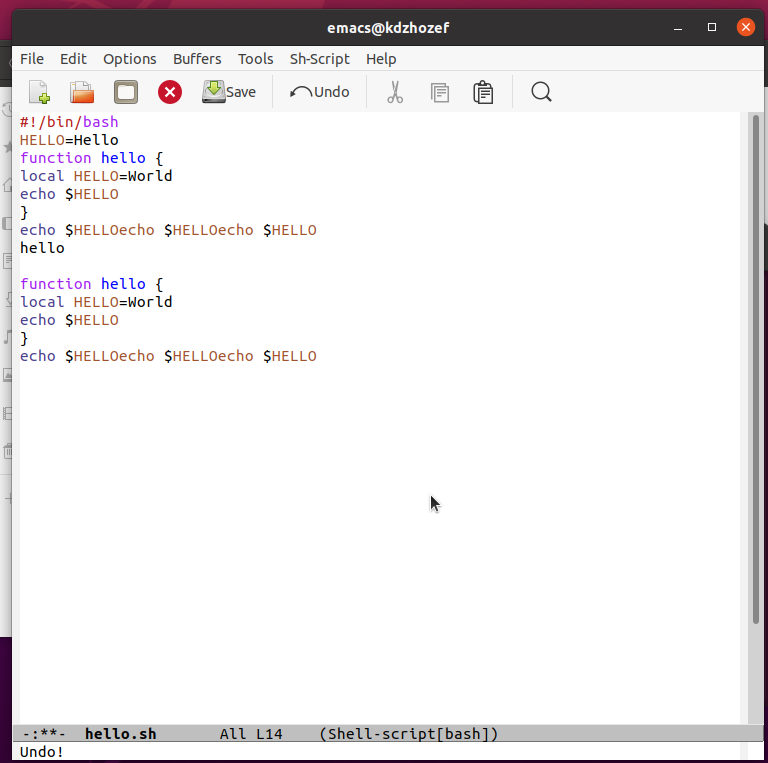 emacs@kdzhozef
File Edit Options Buffers Tools Sh-Script Help
Save Undo
#!/bin/bash
HELLO=Hello
function hello {
local HELLO=World
echo $HELLO
}
echo $HELLOecho $HELLOecho $HELLO
hello
function hello {
local HELLO=World
echo $HELLO
}
echo $HELLOecho $HELLOecho $HELLO
-:**- hello.sh All L14 (Shell-script[bash])
Undo!